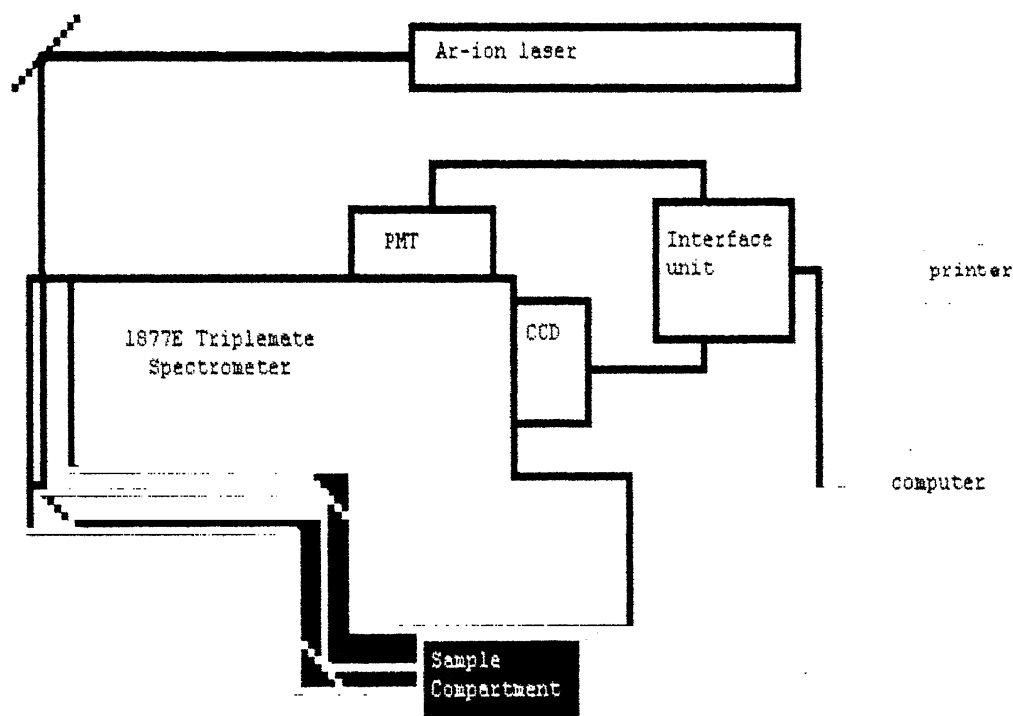 Ar-ion laser
PMT
Interface
unit
printer
1877E Triplemate
Spectrometer
CCD
computer
Sample
Compartment